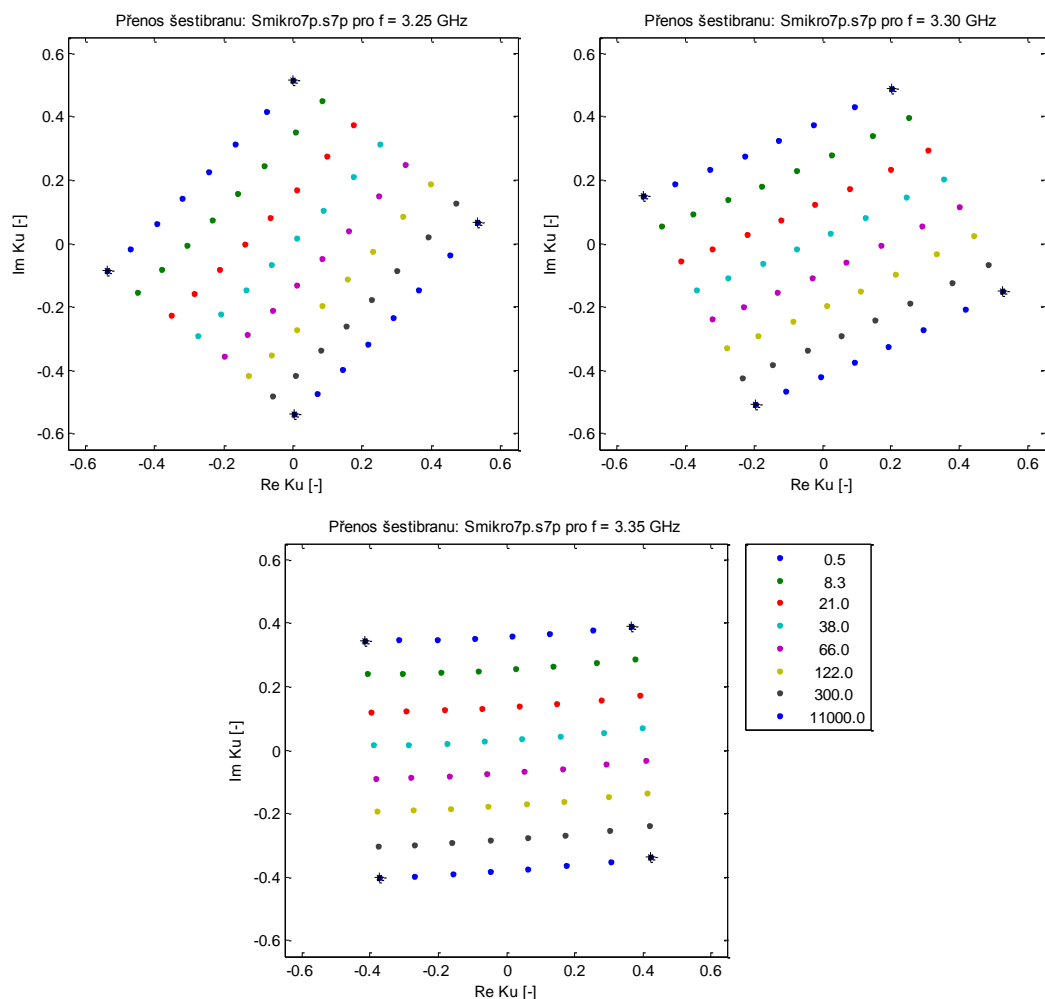 Přenos šestibranu: Smikro7p.s7p pro f = 3.25 GHz
0.6
0.4
0.2
0
-0.2
-0.4
-0.6
Im Ku [-]
-0.6 -0.4 -0.2 0 0.2 0.4 0.6
Re Ku [-]
Přenos šestibranu: Smikro7p.s7p pro f = 3.30 GHz
0.6
0.4
0.2
0
-0.2
-0.4
-0.6
Im Ku [-]
-0.6 -0.4 -0.2 0 0.2 0.4 0.6
Re Ku [-]
Přenos šestibranu: Smikro7p.s7p pro f = 3.35 GHz
0.6
0.4
0.2
0
-0.2
-0.4
-0.6
Im Ku [-]
-0.6 -0.4 -0.2 0 0.2 0.4 0.6
Re Ku [-]
0.5
8.3
21.0
38.0
66.0
122.0
300.0
11000.0